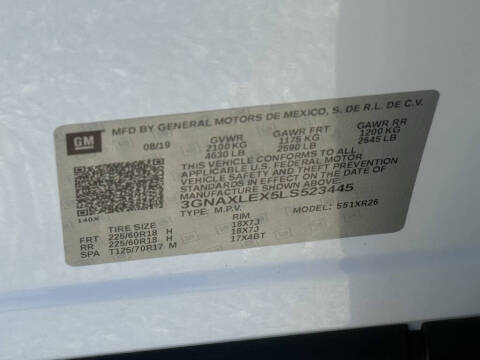 GM
MFD BY GENERAL MOTORS DE MEXICO, S. DE R.L. DE C.V.
08/19 GVWR GAWR FRT GAWR RR
2100 KG 1175 KG 1200 KG
4630 LB 2590 LB 2645 LB
THIS VEHICLE CONFORMS TO ALL
APPLICABLE U.S. FEDERAL MOTOR
VEHICLE SAFETY AND THEFT PREVENTION
STANDARDS IN EFFECT ON THE DATE OF
MANUFACTURE SHOWN ABOVE.
3GNAXLEX5LS523445
140X TYPE: M.P.V. MODEL: 551XR26
TIRE SIZE RIM
FRT 225/60R18 H 18X7J
RR 225/60R18 H 18X7J
SPA T125/70R17 M 17X4BT